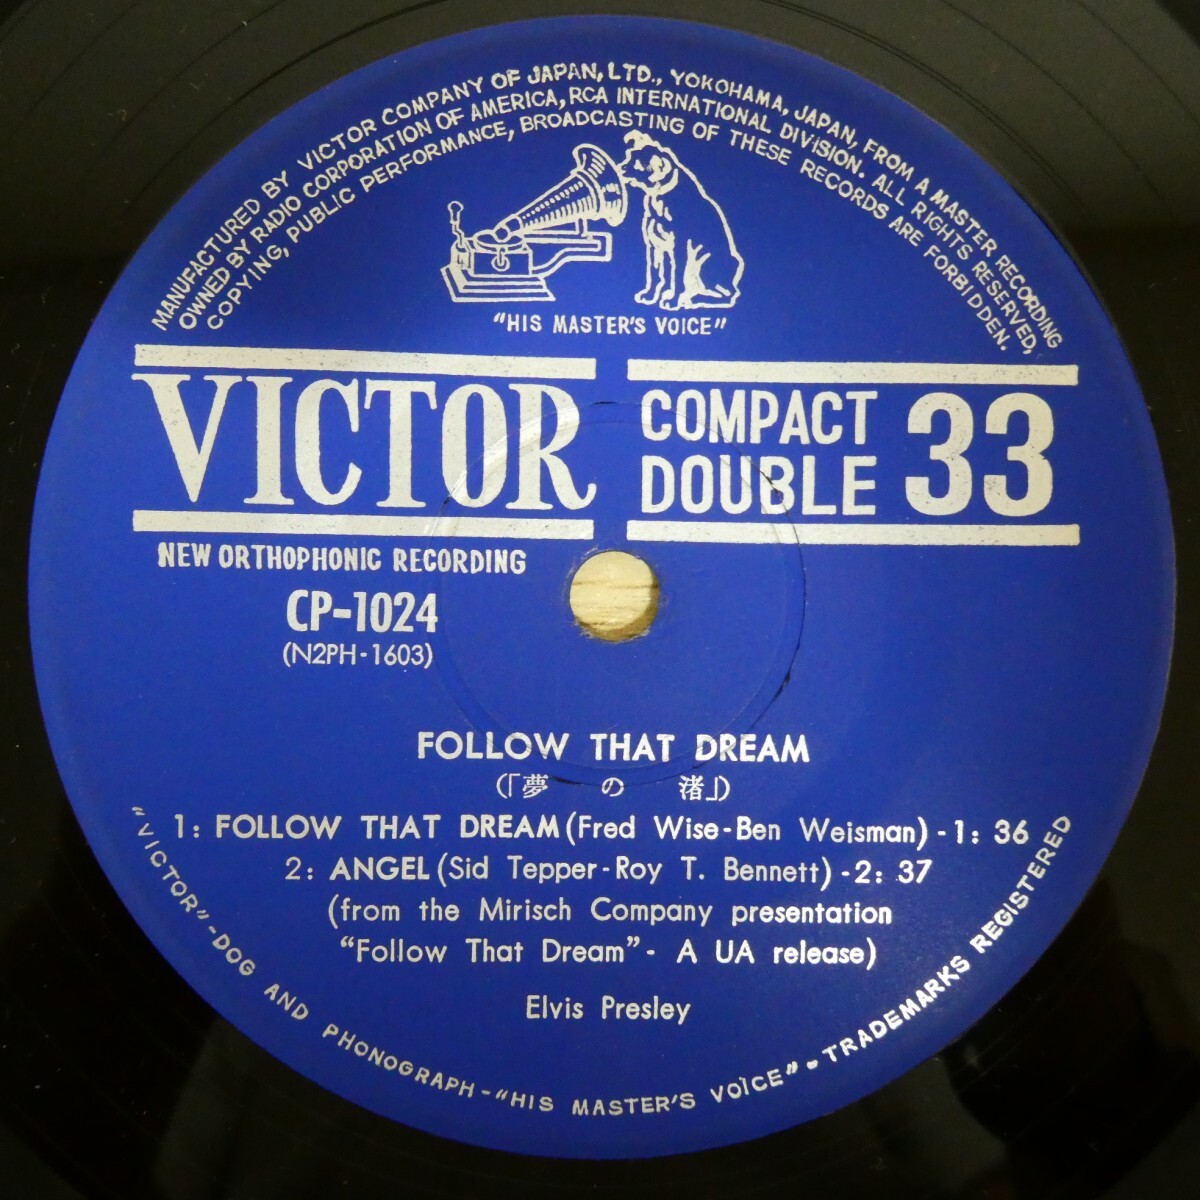 MANUFACTURED BY VICTOR COMPANY OF JAPAN, LTD., YOKOHAMA, JAPAN, FROM A MASTER RECORDING
OWNED BY RADIO CORPORATION OF AMERICA, RCA INTERNATIONAL DIVISION. ALL RIGHTS RESERVED,
COPYING, PUBLIC PERFORMANCE, BROADCASTING OF THESE RECORDS ARE FORBIDDEN.
"HIS MASTER'S VOICE"
VICTOR
COMPACT
DOUBLE 33
NEW ORTHOPHONIC RECORDING
CP-1024
(N2PH-1603)
FOLLOW THAT DREAM
(「夢の渚」)
1: FOLLOW THAT DREAM (Fred Wise-Ben Weisman) - 1: 36
2: ANGEL (Sid Tepper-Roy T. Bennett) - 2: 37
(from the Mirisch Company presentation
"Follow That Dream" - A UA release)
Elvis Presley
"VICTOR"-DOG AND PHONOGRAPH-"HIS MASTER'S VOICE"-TRADEMARKS REGISTERED